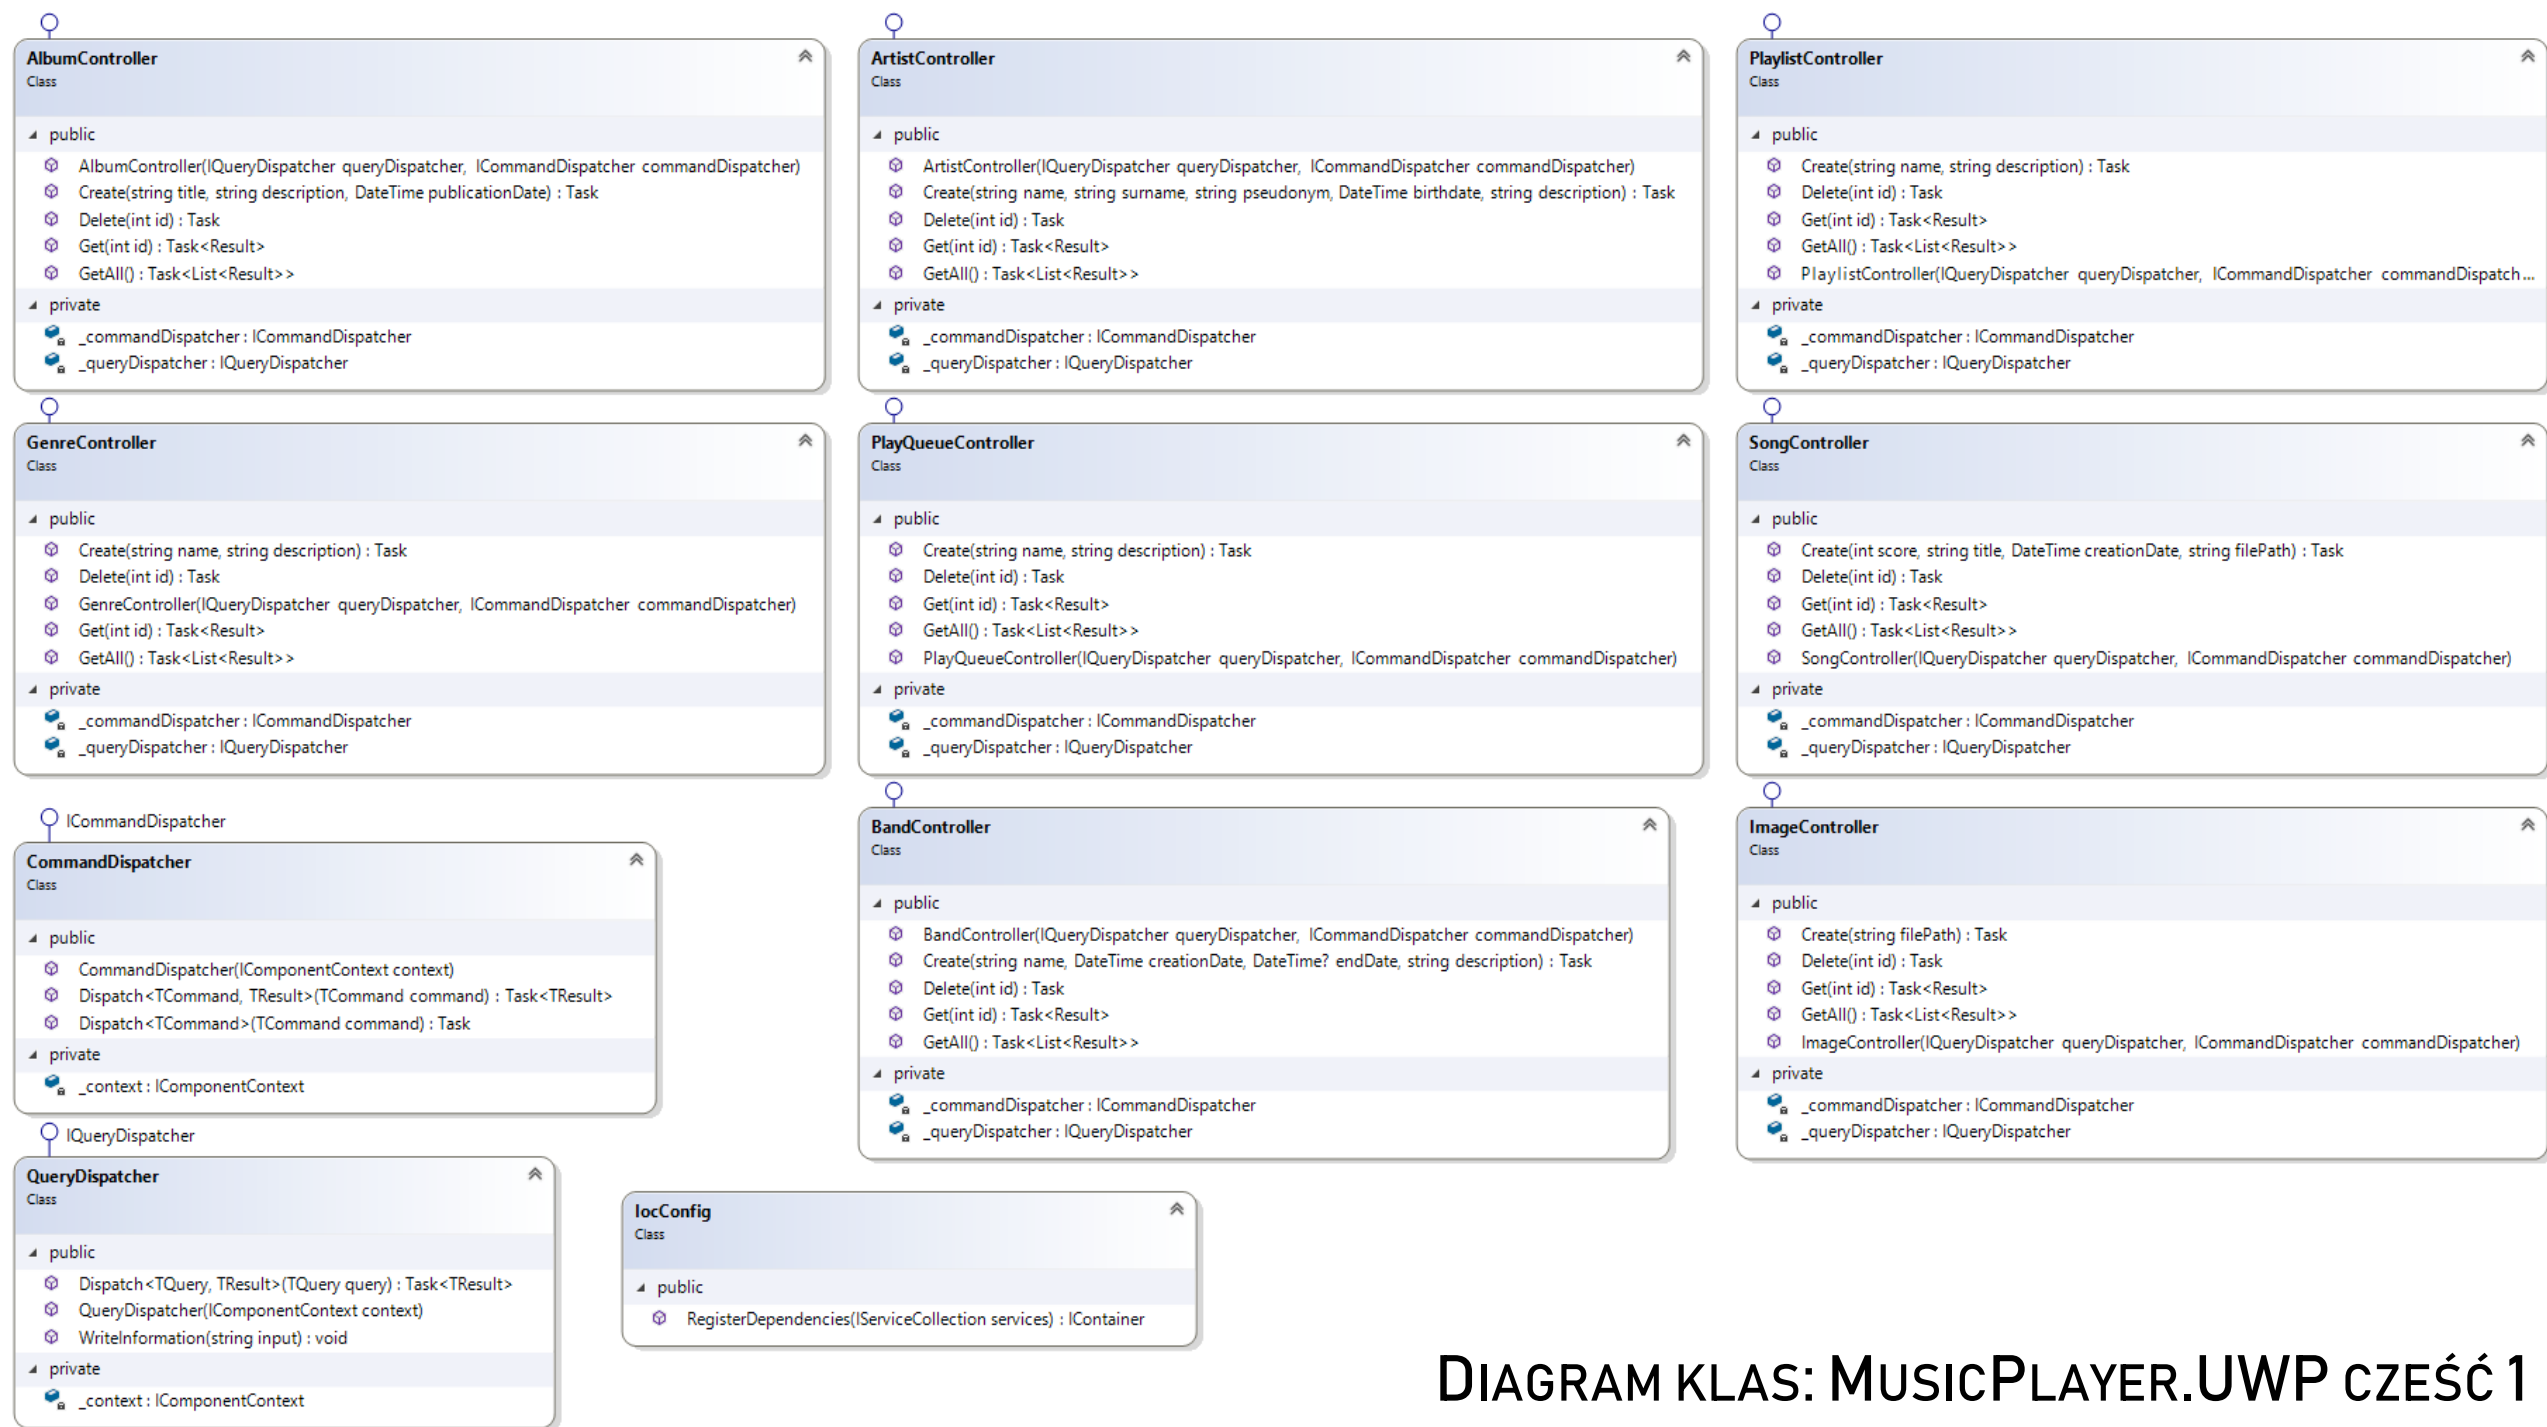 AlbumController
Class
public
AlbumController(IQueryDispatcher queryDispatcher, ICommandDispatcher commandDispatcher)
Create(string title, string description, DateTime publicationDate) : Task
Delete(int id) : Task
Get(int id) : Task<Result>
GetAll() : Task<List<Result>>
private
_commandDispatcher : ICommandDispatcher
_queryDispatcher : IQueryDispatcher
ArtistController
Class
public
ArtistController(IQueryDispatcher queryDispatcher, ICommandDispatcher commandDispatcher)
Create(string name, string surname, string pseudonym, DateTime birthdate, string description) : Task
Delete(int id) : Task
Get(int id) : Task<Result>
GetAll() : Task<List<Result>>
private
_commandDispatcher : ICommandDispatcher
_queryDispatcher : IQueryDispatcher
PlaylistController
Class
public
Create(string name, string description) : Task
Delete(int id) : Task
Get(int id) : Task<Result>
GetAll() : Task<List<Result>>
PlaylistController(IQueryDispatcher queryDispatcher, ICommandDispatcher commandDispatch...
private
_commandDispatcher : ICommandDispatcher
_queryDispatcher : IQueryDispatcher
GenreController
Class
public
Create(string name, string description) : Task
Delete(int id) : Task
GenreController(IQueryDispatcher queryDispatcher, ICommandDispatcher commandDispatcher)
Get(int id) : Task<Result>
GetAll() : Task<List<Result>>
private
_commandDispatcher : ICommandDispatcher
_queryDispatcher : IQueryDispatcher
PlayQueueController
Class
public
Create(string name, string description) : Task
Delete(int id) : Task
Get(int id) : Task<Result>
GetAll() : Task<List<Result>>
PlayQueueController(IQueryDispatcher queryDispatcher, ICommandDispatcher commandDispatcher)
private
_commandDispatcher : ICommandDispatcher
_queryDispatcher : IQueryDispatcher
SongController
Class
public
Create(int score, string title, DateTime creationDate, string filePath) : Task
Delete(int id) : Task
Get(int id) : Task<Result>
GetAll() : Task<List<Result>>
SongController(IQueryDispatcher queryDispatcher, ICommandDispatcher commandDispatcher)
private
_commandDispatcher : ICommandDispatcher
_queryDispatcher : IQueryDispatcher
ICommandDispatcher
CommandDispatcher
Class
public
CommandDispatcher(IComponentContext context)
Dispatch<TCommand, TResult>(TCommand command) : Task<TResult>
Dispatch<TCommand>(TCommand command) : Task
private
_context : IComponentContext
BandController
Class
public
BandController(IQueryDispatcher queryDispatcher, ICommandDispatcher commandDispatcher)
Create(string name, DateTime creationDate, DateTime? endDate, string description) : Task
Delete(int id) : Task
Get(int id) : Task<Result>
GetAll() : Task<List<Result>>
private
_commandDispatcher : ICommandDispatcher
_queryDispatcher : IQueryDispatcher
ImageController
Class
public
Create(string filePath) : Task
Delete(int id) : Task
Get(int id) : Task<Result>
GetAll() : Task<List<Result>>
ImageController(IQueryDispatcher queryDispatcher, ICommandDispatcher commandDispatcher)
private
_commandDispatcher : ICommandDispatcher
_queryDispatcher : IQueryDispatcher
IQueryDispatcher
QueryDispatcher
Class
public
Dispatch<TQuery, TResult>(TQuery query) : Task<TResult>
QueryDispatcher(IComponentContext context)
WriteInformation(string input) : void
private
_context : IComponentContext
IocConfig
Class
public
RegisterDependencies(IServiceCollection services) : IContainer
DIAGRAM KLAS: MUSICPLAYER.UWP CZEŚĆ 1